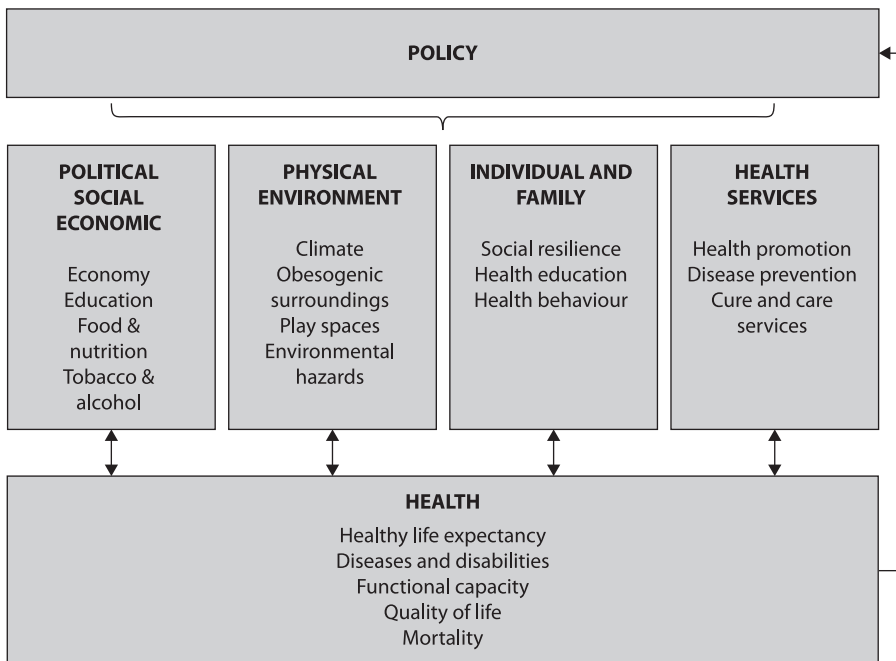 POLICY
POLITICAL
SOCIAL
ECONOMIC
Economy
Education
Food &
nutrition
Tobacco &
alcohol
PHYSICAL
ENVIRONMENT
Climate
Obesogenic
surroundings
Play spaces
Environmental
hazards
INDIVIDUAL AND
FAMILY
Social resilience
Health education
Health behaviour
HEALTH
SERVICES
Health promotion
Disease prevention
Cure and care
services
HEALTH
Healthy life expectancy
Diseases and disabilities
Functional capacity
Quality of life
Mortality